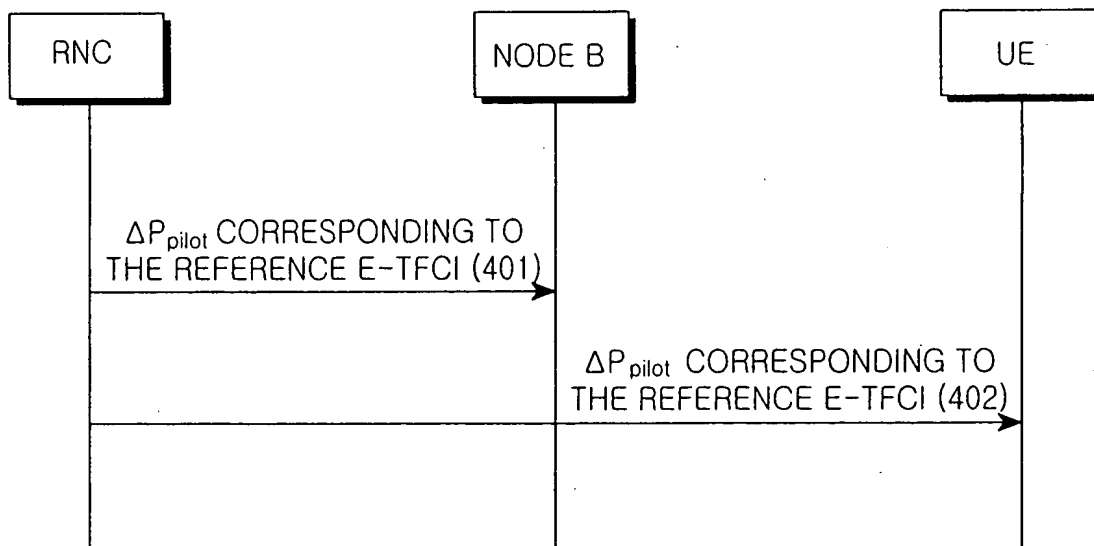 RNC
NODE B
UE
ΔPpilot CORRESPONDING TO
THE REFERENCE E-TFCI (401)
ΔPpilot CORRESPONDING TO
THE REFERENCE E-TFCI (402)